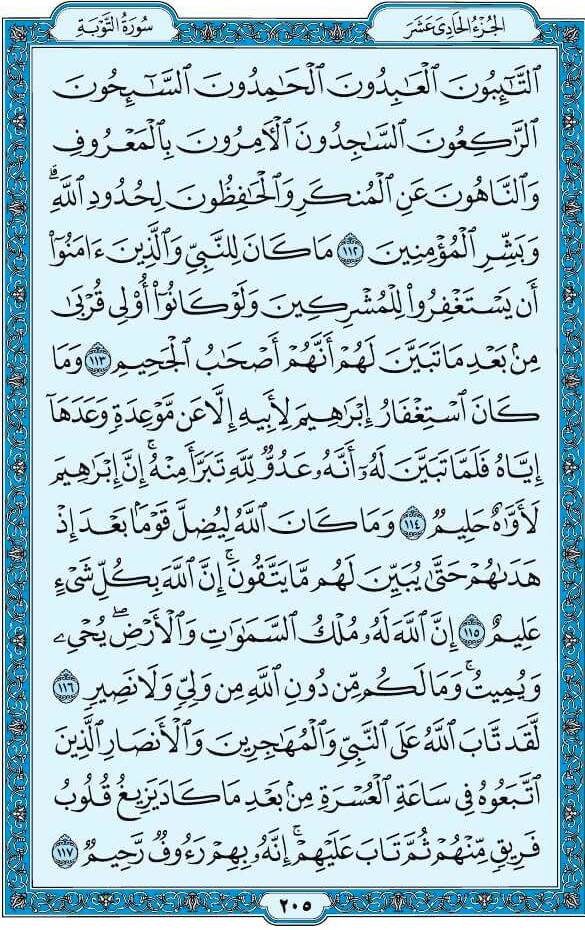 الجُزْءُ الحَادِى عَشَرَ
سُورَةُ التَّوْبَةِ
ٱلتَّٰٓئِبُونَ ٱلْعَٰبِدُونَ ٱلْحَٰمِدُونَ ٱلسَّٰٓئِحُونَ
ٱلرَّٰكِعُونَ ٱلسَّٰجِدُونَ ٱلْءَامِرُونَ بِٱلْمَعْرُوفِ
وَٱلنَّاهُونَ عَنِ ٱلْمُنكَرِ وَٱلْحَٰفِظُونَ لِحُدُودِ ٱللَّهِ ۗ
وَبَشِّرِ ٱلْمُؤْمِنِينَ ١١٢ مَا كَانَ لِلنَّبِىِّ وَٱلَّذِينَ ءَامَنُوٓا۟
أَن يَسْتَغْفِرُوا۟ لِلْمُشْرِكِينَ وَلَوْ كَانُوٓا۟ أُو۟لِى قُرْبَىٰ
مِنۢ بَعْدِ مَا تَبَيَّنَ لَهُمْ أَنَّهُمْ أَصْحَٰبُ ٱلْجَحِيمِ ١١٣ وَمَا
كَانَ ٱسْتِغْفَارُ إِبْرَٰهِيمَ لِأَبِيهِ إِلَّا عَن مَّوْعِدَةٍ وَعَدَهَآ
إِيَّاهُ فَلَمَّا تَبَيَّنَ لَهُۥٓ أَنَّهُۥ عَدُوٌّ لِّلَّهِ تَبَرَّأَ مِنْهُ ۚ إِنَّ إِبْرَٰهِيمَ
لَأَوَّٰهٌ حَلِيمٌ ١١٤ وَمَا كَانَ ٱللَّهُ لِيُضِلَّ قَوْمًۢا بَعْدَ إِذْ
هَدَىٰهُمْ حَتَّىٰ يُبَيِّنَ لَهُم مَّا يَتَّقُونَ ۚ إِنَّ ٱللَّهَ بِكُلِّ شَىْءٍ
عَلِيمٌ ١١٥ إِنَّ ٱللَّهَ لَهُۥ مُلْكُ ٱلسَّمَٰوَٰتِ وَٱلْأَرْضِ ۖ يُحْىِۦ
وَيُمِيتُ ۚ وَمَا لَكُم مِّن دُونِ ٱللَّهِ مِن وَلِىٍّ وَلَا نَصِيرٍ ١١٦
لَّقَد تَّابَ ٱللَّهُ عَلَى ٱلنَّبِىِّ وَٱلْمُهَٰجِرِينَ وَٱلْأَنصَارِ ٱلَّذِينَ
ٱتَّبَعُوهُ فِى سَاعَةِ ٱلْعُسْرَةِ مِنۢ بَعْدِ مَا كَادَ يَزِيغُ قُلُوبُ
فَرِيقٍ مِّنْهُمْ ثُمَّ تَابَ عَلَيْهِمْ ۚ إِنَّهُۥ بِهِمْ رَءُوفٌ رَّحِيمٌ ١١٧
٢٠٥